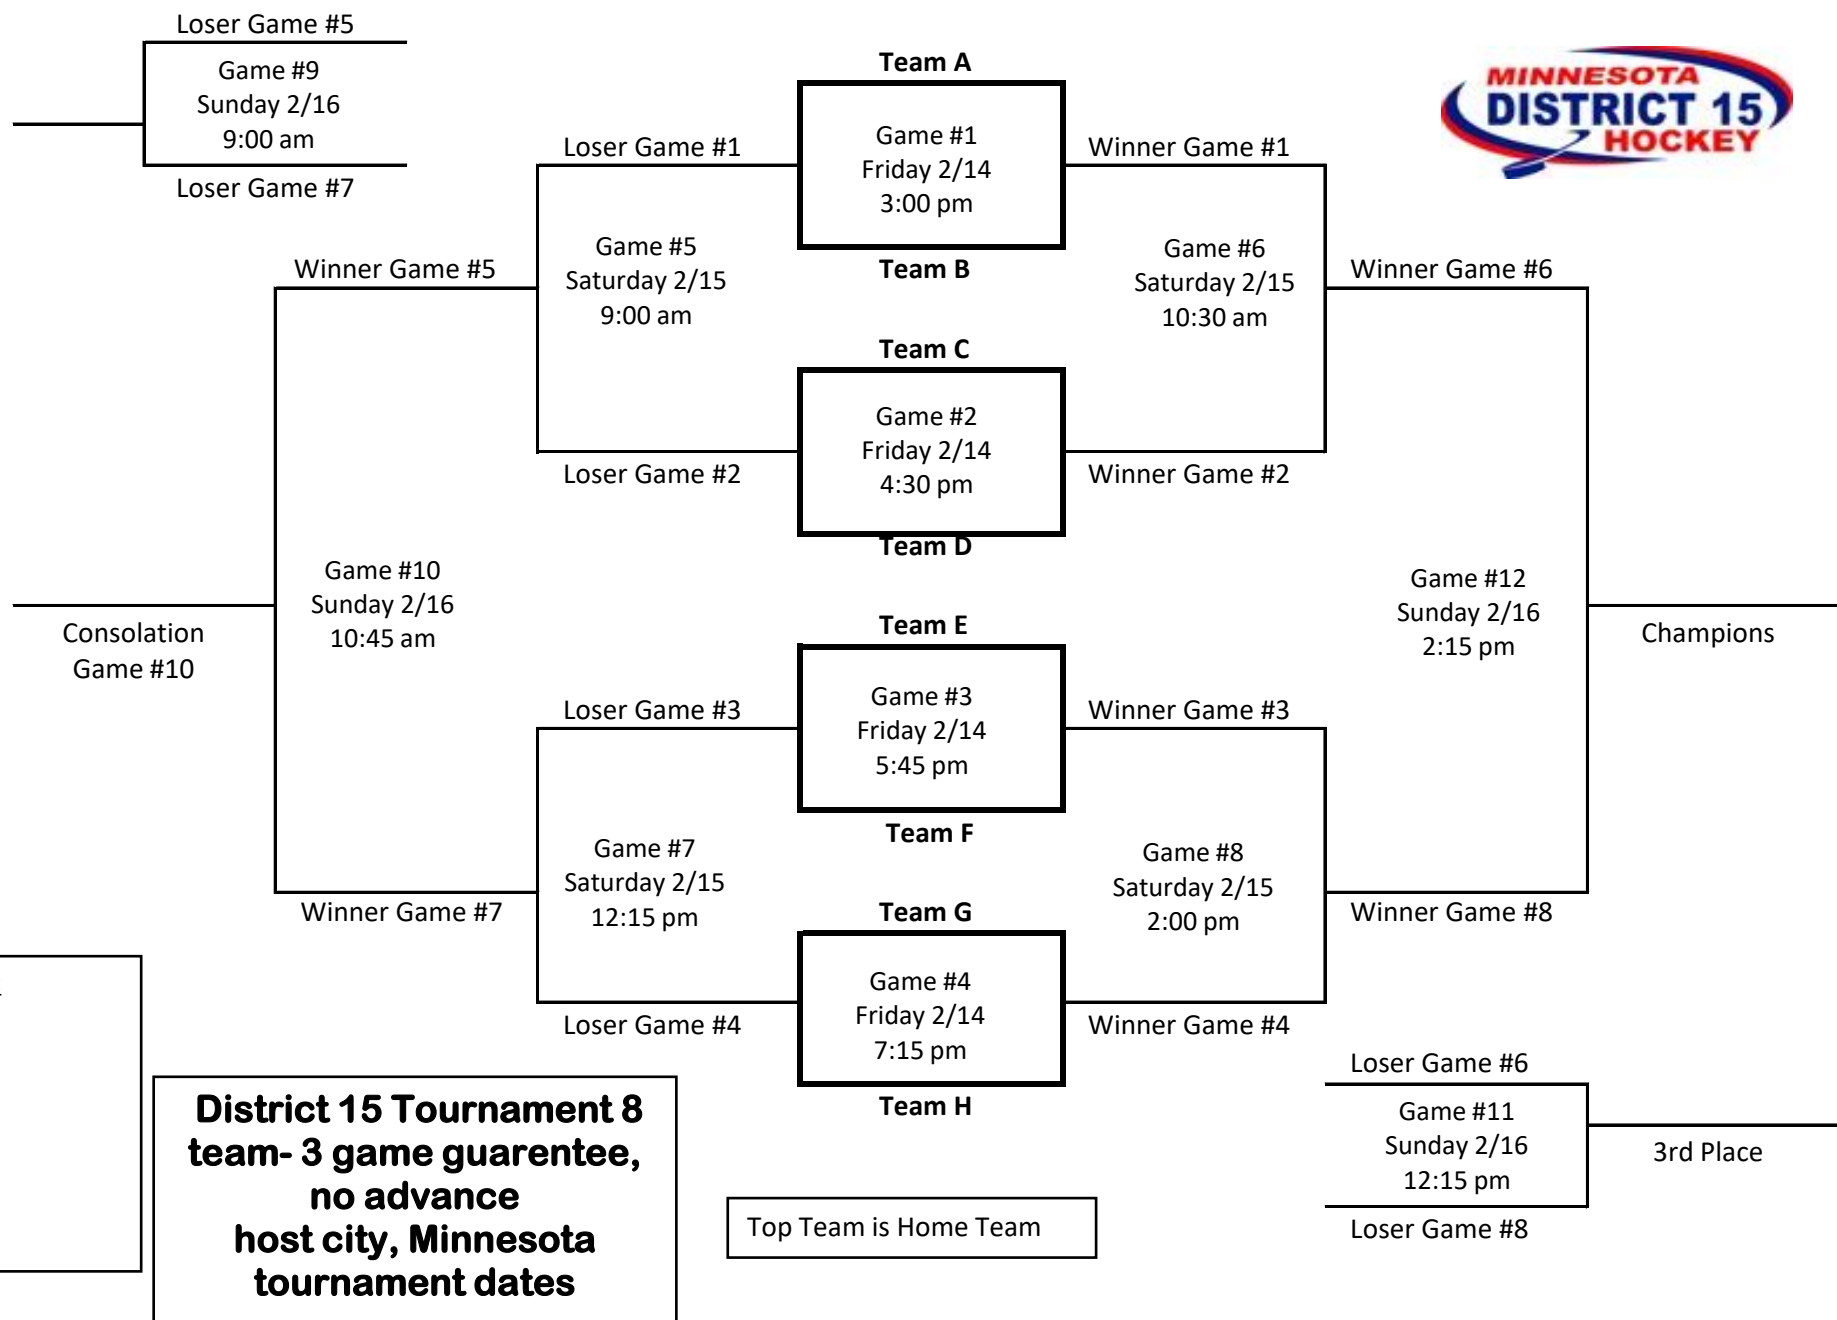 Loser Game #5
Game #9
Sunday 2/16
9:00 am
Loser Game #7
MINNESOTA
DISTRICT 15
HOCKEY
Team A
Game #1
Friday 2/14
3:00 pm
Team B
Loser Game #1
Winner Game #1
Game #5
Saturday 2/15
9:00 am
Game #6
Saturday 2/15
10:30 am
Winner Game #5
Winner Game #6
Team C
Game #2
Friday 2/14
4:30 pm
Team D
Loser Game #2
Winner Game #2
Game #10
Sunday 2/16
10:45 am
Consolation
Game #10
Game #12
Sunday 2/16
2:15 pm
Champions
Team E
Game #3
Friday 2/14
5:45 pm
Team F
Loser Game #3
Winner Game #3
Game #7
Saturday 2/15
12:15 pm
Game #8
Saturday 2/15
2:00 pm
Winner Game #7
Winner Game #8
Team G
Game #4
Friday 2/14
7:15 pm
Team H
Loser Game #4
Winner Game #4
Loser Game #6
Game #11
Sunday 2/16
12:15 pm
Loser Game #8
3rd Place
District 15 Tournament 8
team- 3 game guarentee,
no advance
host city, Minnesota
tournament dates
Top Team is Home Team